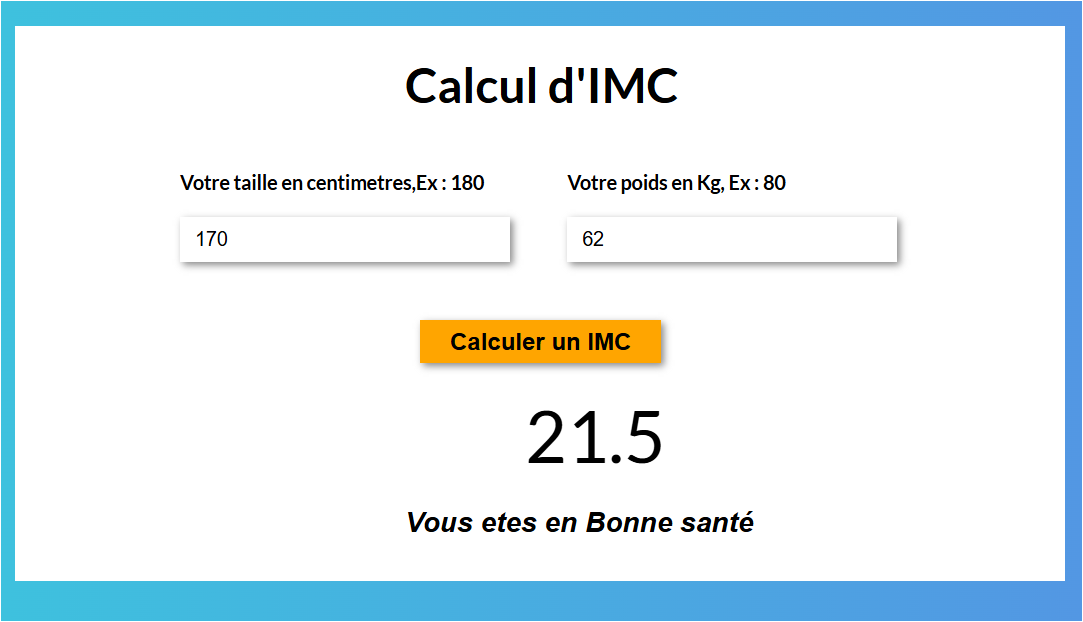 Calcul d'IMC
Votre taille en centimetres,Ex : 180
Votre poids en Kg, Ex : 80
170
62
Calculer un IMC
21.5
Vous etes en Bonne santé